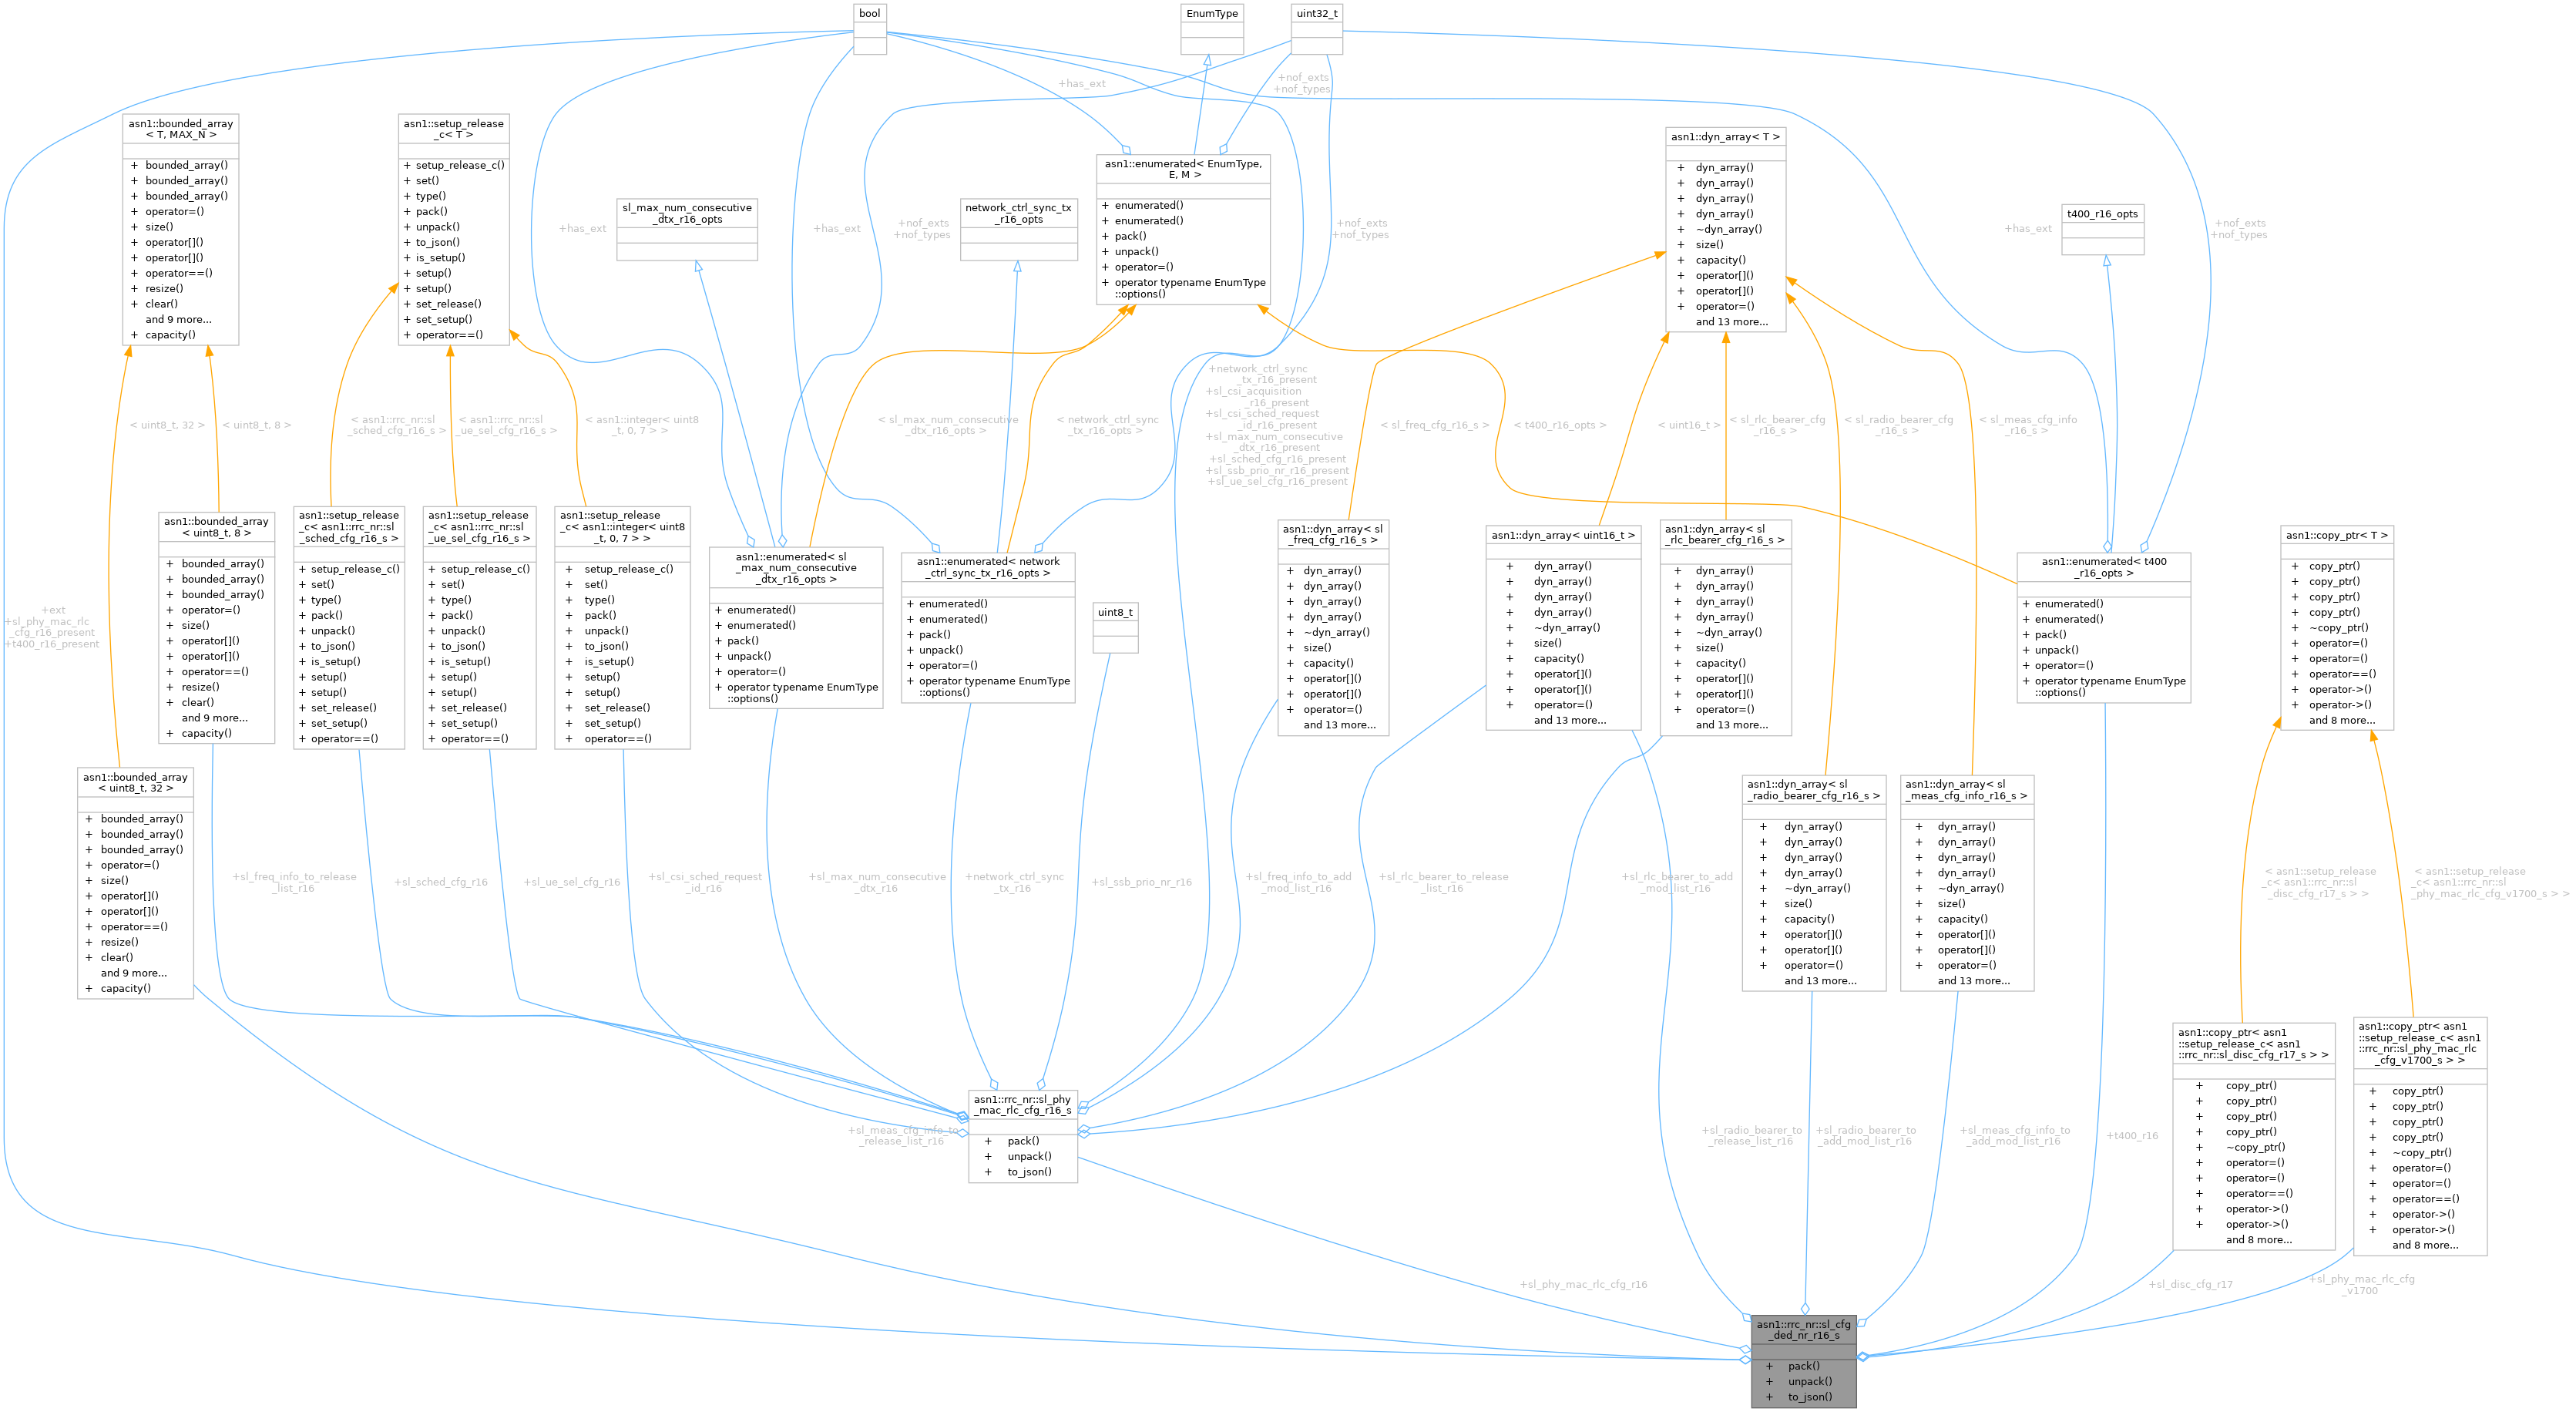 bool
EnumType
uint32_t
+has_ext
+nof_exts
+nof_types
asn1::bounded_array
< T, MAX_N >
+ bounded_array()
+ bounded_array()
+ bounded_array()
+ operator=()
+ size()
+ operator[]()
+ operator[]()
+ operator==()
+ resize()
+ clear()
and 9 more...
+ capacity()
asn1::setup_release
_c< T >
+ setup_release_c()
+ set()
+ type()
+ pack()
+ unpack()
+ to_json()
+ is_setup()
+ setup()
+ setup()
+ set_release()
+ set_setup()
+ operator==()
+has_ext
sl_max_num_consecutive
_dtx_r16_opts
+has_ext
+nof_exts
+nof_types
network_ctrl_sync_tx
_r16_opts
asn1::enumerated< EnumType,
E, M >
+ enumerated()
+ enumerated()
+ pack()
+ unpack()
+ operator=()
+ operator typename EnumType
::options()
+nof_exts
+nof_types
asn1::dyn_array< T >
+ dyn_array()
+ dyn_array()
+ dyn_array()
+ dyn_array()
+ ~dyn_array()
+ size()
+ capacity()
+ operator[]()
+ operator[]()
+ operator=()
and 13 more...
+has_ext
t400_r16_opts
+nof_exts
+nof_types
< uint8_t, 32 >
< uint8_t, 8 >
< asn1::rrc_nr::sl
_sched_cfg_r16_s >
< asn1::rrc_nr::sl
_ue_sel_cfg_r16_s >
< asn1::integer< uint8
_t, 0, 7 > >
< sl_max_num_consecutive
_dtx_r16_opts >
< network_ctrl_sync
_tx_r16_opts >
+network_ctrl_sync
_tx_r16_present
+sl_csi_acquisition
_r16_present
+sl_csi_sched_request
_id_r16_present
+sl_max_num_consecutive
_dtx_r16_present
+sl_sched_cfg_r16_present
+sl_ssb_prio_nr_r16_present
+sl_ue_sel_cfg_r16_present
< sl_freq_cfg_r16_s >
< t400_r16_opts >
< uint16_t >
< sl_rlc_bearer_cfg
_r16_s >
< sl_radio_bearer_cfg
_r16_s >
< sl_meas_cfg_info
_r16_s >
+ext
+sl_phy_mac_rlc
_cfg_r16_present
+t400_r16_present
asn1::bounded_array
< uint8_t, 8 >
+ bounded_array()
+ bounded_array()
+ bounded_array()
+ operator=()
+ size()
+ operator[]()
+ operator[]()
+ operator==()
+ resize()
+ clear()
and 9 more...
+ capacity()
asn1::setup_release
_c< asn1::rrc_nr::sl
_sched_cfg_r16_s >
+ setup_release_c()
+ set()
+ type()
+ pack()
+ unpack()
+ to_json()
+ is_setup()
+ setup()
+ setup()
+ set_release()
+ set_setup()
+ operator==()
asn1::setup_release
_c< asn1::rrc_nr::sl
_ue_sel_cfg_r16_s >
+ setup_release_c()
+ set()
+ type()
+ pack()
+ unpack()
+ to_json()
+ is_setup()
+ setup()
+ setup()
+ set_release()
+ set_setup()
+ operator==()
asn1::setup_release
_c< asn1::integer< uint8
_t, 0, 7 > >
+ setup_release_c()
+ set()
+ type()
+ pack()
+ unpack()
+ to_json()
+ is_setup()
+ setup()
+ setup()
+ set_release()
+ set_setup()
+ operator==()
asn1::enumerated< sl
_max_num_consecutive
_dtx_r16_opts >
+ enumerated()
+ enumerated()
+ pack()
+ unpack()
+ operator=()
+ operator typename EnumType
::options()
asn1::enumerated< network
_ctrl_sync_tx_r16_opts >
+ enumerated()
+ enumerated()
+ pack()
+ unpack()
+ operator=()
+ operator typename EnumType
::options()
uint8_t
asn1::dyn_array< sl
_freq_cfg_r16_s >
+ dyn_array()
+ dyn_array()
+ dyn_array()
+ dyn_array()
+ ~dyn_array()
+ size()
+ capacity()
+ operator[]()
+ operator[]()
+ operator=()
and 13 more...
asn1::dyn_array< uint16_t >
+ dyn_array()
+ dyn_array()
+ dyn_array()
+ dyn_array()
+ ~dyn_array()
+ size()
+ capacity()
+ operator[]()
+ operator[]()
+ operator=()
and 13 more...
asn1::dyn_array< sl
_rlc_bearer_cfg_r16_s >
+ dyn_array()
+ dyn_array()
+ dyn_array()
+ dyn_array()
+ ~dyn_array()
+ size()
+ capacity()
+ operator[]()
+ operator[]()
+ operator=()
and 13 more...
asn1::enumerated< t400
_r16_opts >
+ enumerated()
+ enumerated()
+ pack()
+ unpack()
+ operator=()
+ operator typename EnumType
::options()
asn1::copy_ptr< T >
+ copy_ptr()
+ copy_ptr()
+ copy_ptr()
+ copy_ptr()
+ ~copy_ptr()
+ operator=()
+ operator=()
+ operator==()
+ operator->()
+ operator->()
and 8 more...
asn1::bounded_array
< uint8_t, 32 >
+ bounded_array()
+ bounded_array()
+ bounded_array()
+ operator=()
+ size()
+ operator[]()
+ operator[]()
+ operator==()
+ resize()
+ clear()
and 9 more...
+ capacity()
+sl_freq_info_to_release
_list_r16
+sl_sched_cfg_r16
+sl_ue_sel_cfg_r16
+sl_csi_sched_request
_id_r16
+sl_max_num_consecutive
_dtx_r16
+network_ctrl_sync
_tx_r16
+sl_ssb_prio_nr_r16
+sl_freq_info_to_add
_mod_list_r16
+sl_rlc_bearer_to_release
_list_r16
+sl_rlc_bearer_to_add
_mod_list_r16
asn1::dyn_array< sl
_radio_bearer_cfg_r16_s >
+ dyn_array()
+ dyn_array()
+ dyn_array()
+ dyn_array()
+ ~dyn_array()
+ size()
+ capacity()
+ operator[]()
+ operator[]()
+ operator=()
and 13 more...
asn1::dyn_array< sl
_meas_cfg_info_r16_s >
+ dyn_array()
+ dyn_array()
+ dyn_array()
+ dyn_array()
+ ~dyn_array()
+ size()
+ capacity()
+ operator[]()
+ operator[]()
+ operator=()
and 13 more...
< asn1::setup_release
_c< asn1::rrc_nr::sl
_disc_cfg_r17_s > >
< asn1::setup_release
_c< asn1::rrc_nr::sl
_phy_mac_rlc_cfg_v1700_s > >
+sl_meas_cfg_info_to
_release_list_r16
asn1::rrc_nr::sl_phy
_mac_rlc_cfg_r16_s
+ pack()
+ unpack()
+ to_json()
+sl_radio_bearer_to
_release_list_r16
+sl_radio_bearer_to
_add_mod_list_r16
+sl_meas_cfg_info_to
_add_mod_list_r16
+t400_r16
asn1::copy_ptr< asn1
::setup_release_c< asn1
::rrc_nr::sl_disc_cfg_r17_s > >
+ copy_ptr()
+ copy_ptr()
+ copy_ptr()
+ copy_ptr()
+ ~copy_ptr()
+ operator=()
+ operator=()
+ operator==()
+ operator->()
+ operator->()
and 8 more...
asn1::copy_ptr< asn1
::setup_release_c< asn1
::rrc_nr::sl_phy_mac_rlc
_cfg_v1700_s > >
+ copy_ptr()
+ copy_ptr()
+ copy_ptr()
+ copy_ptr()
+ ~copy_ptr()
+ operator=()
+ operator=()
+ operator==()
+ operator->()
+ operator->()
and 8 more...
+sl_phy_mac_rlc_cfg_r16
+sl_disc_cfg_r17
+sl_phy_mac_rlc_cfg
_v1700
asn1::rrc_nr::sl_cfg
_ded_nr_r16_s
+ pack()
+ unpack()
+ to_json()